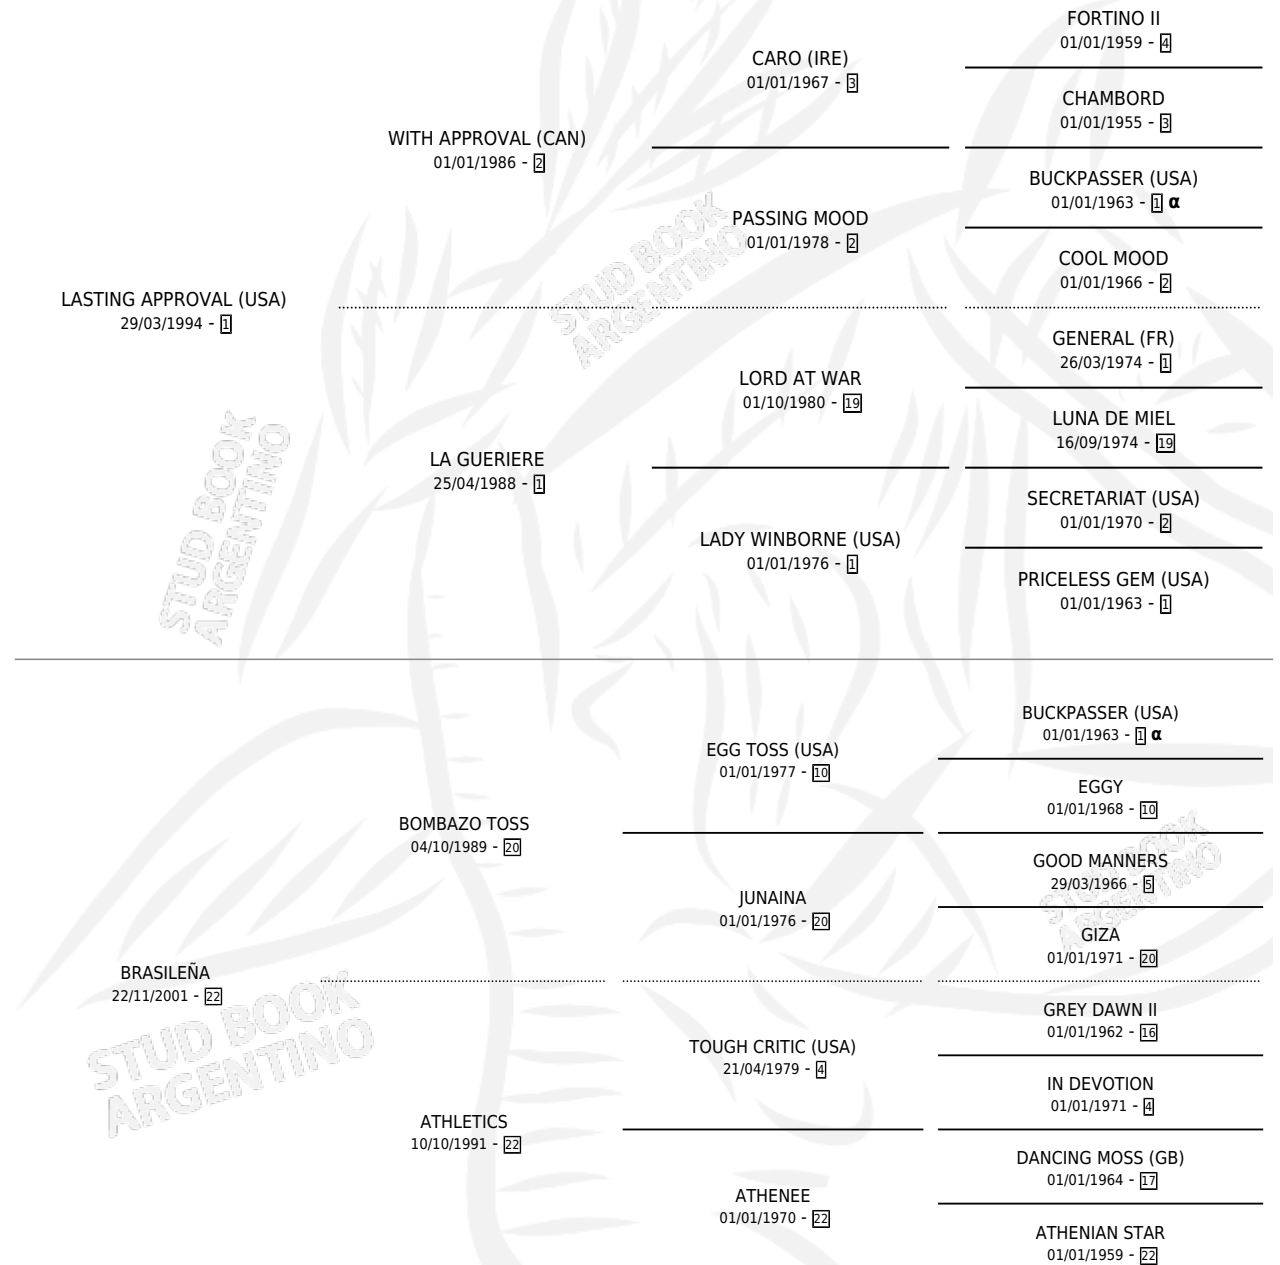 FORTINO II
01/01/1959 - 4
CARO (IRE)
01/01/1967 - 3
CHAMBORD
01/01/1955 - 3
WITH APPROVAL (CAN)
01/01/1986 - 2
BUCKPASSER (USA)
01/01/1963 - 1 α
PASSING MOOD
01/01/1978 - 2
COOL MOOD
01/01/1966 - 2
LASTING APPROVAL (USA)
29/03/1994 - 1
GENERAL (FR)
26/03/1974 - 1
LORD AT WAR
01/10/1980 - 19
LUNA DE MIEL
16/09/1974 - 19
LA GUERIERE
25/04/1988 - 1
SECRETARIAT (USA)
01/01/1970 - 2
LADY WINBORNE (USA)
01/01/1976 - 1
PRICELESS GEM (USA)
01/01/1963 - 1
STUD BOOK
ARGENTINO
STUD BOOK
ARGENTINO
BUCKPASSER (USA)
01/01/1963 - 1 α
EGG TOSS (USA)
01/01/1977 - 10
EGGY
01/01/1968 - 10
BOMBAZO TOSS
04/10/1989 - 20
GOOD MANNERS
29/03/1966 - 5
JUNAINA
01/01/1976 - 20
GIZA
01/01/1971 - 20
BRASILEÑA
22/11/2001 - 22
GREY DAWN II
01/01/1962 - 16
TOUGH CRITIC (USA)
21/04/1979 - 4
IN DEVOTION
01/01/1971 - 4
ATHLETICS
10/10/1991 - 22
DANCING MOSS (GB)
01/01/1964 - 17
ATHENEE
01/01/1970 - 22
ATHENIAN STAR
01/01/1959 - 22
STUD BOOK
ARGENTINO
STUD BOOK
ARGENTINO